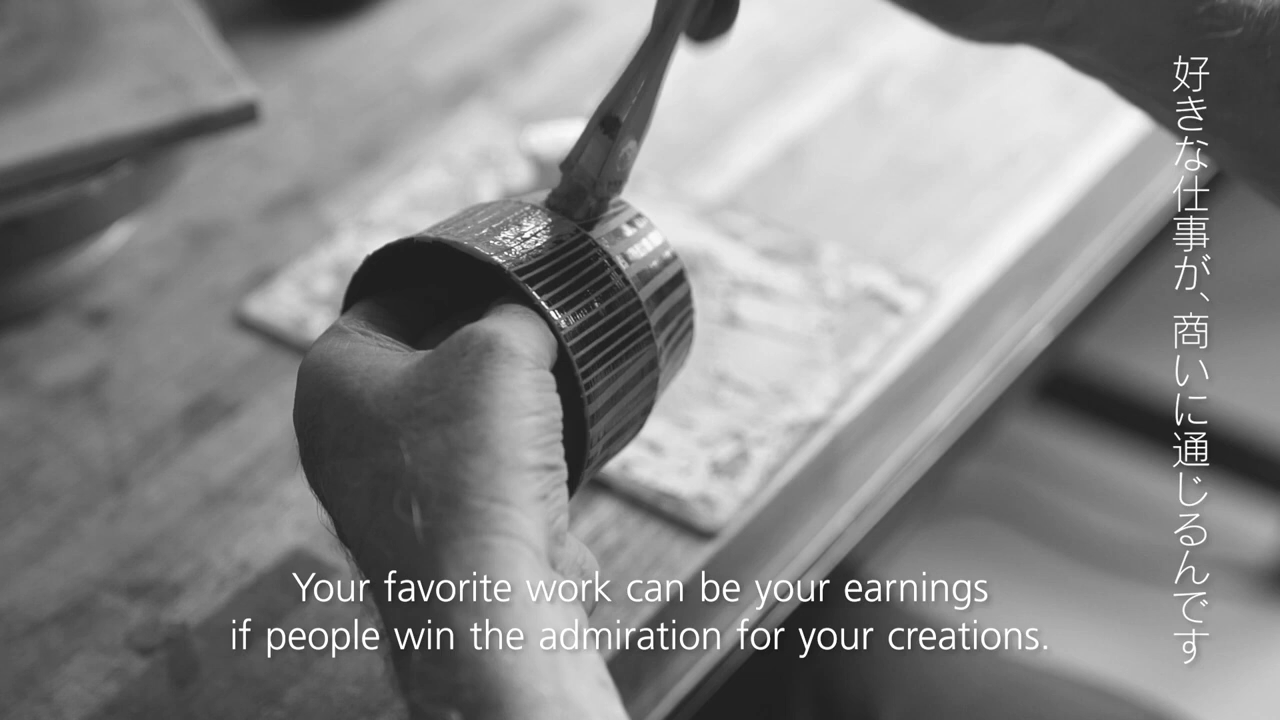 好きな仕事が、商いに通じるんです
Your favorite work can be your earnings
if people win the admiration for your creations.